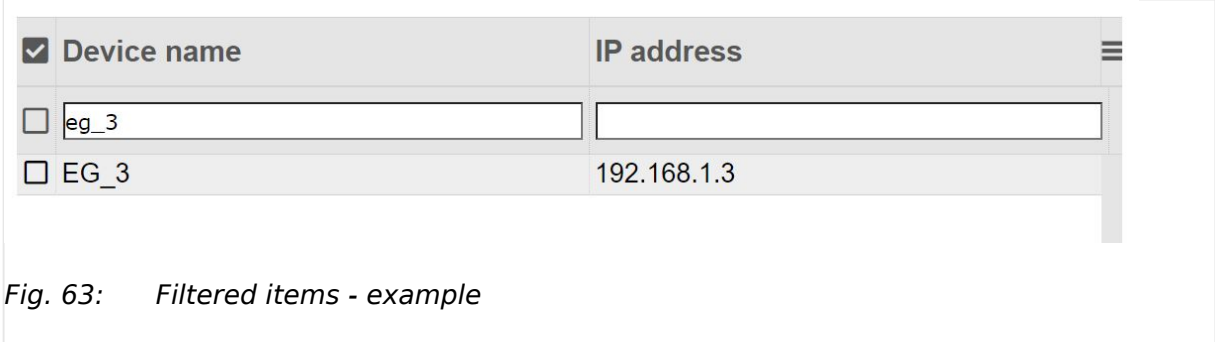 Device name IP address
eg_3
EG_3 192.168.1.3
Fig. 63: Filtered items - example